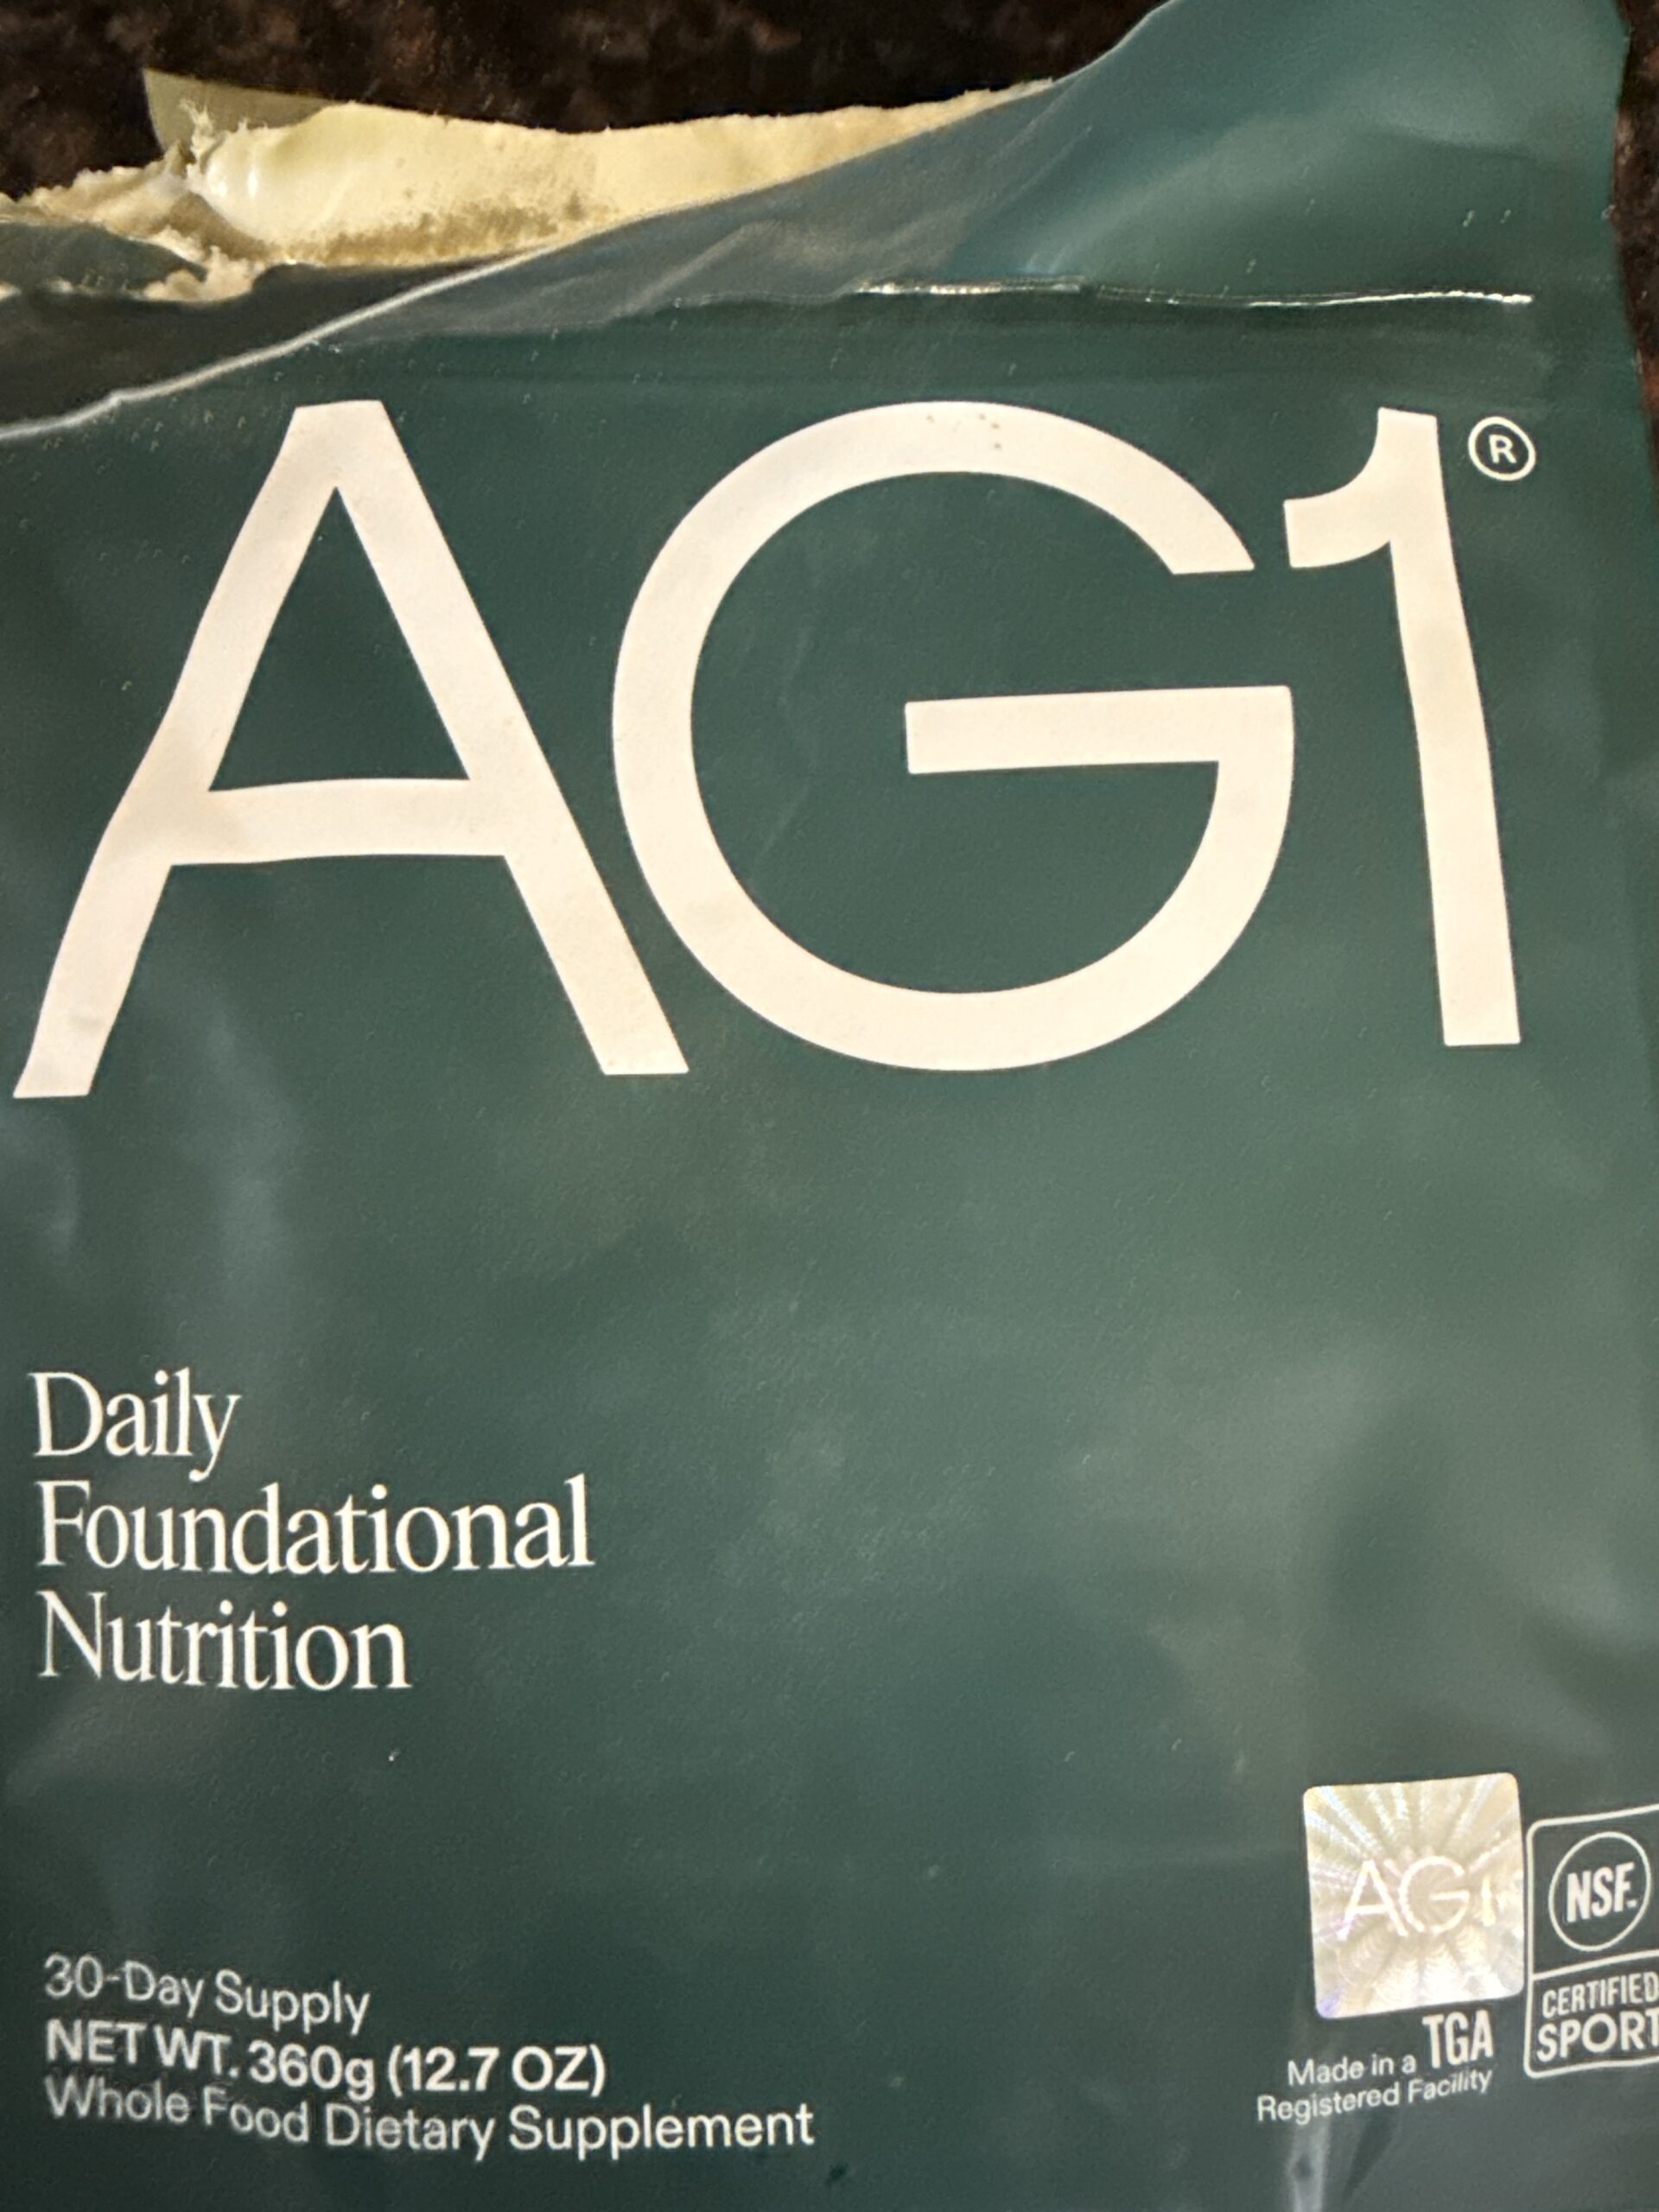 AG1®
Daily
Foundational
Nutrition
30-Day Supply
NET WT. 360g (12.7 OZ)
Whole Food Dietary Supplement
AG1
Made in a TGA
Registered Facility
NSF
CERTIFIED
SPORT